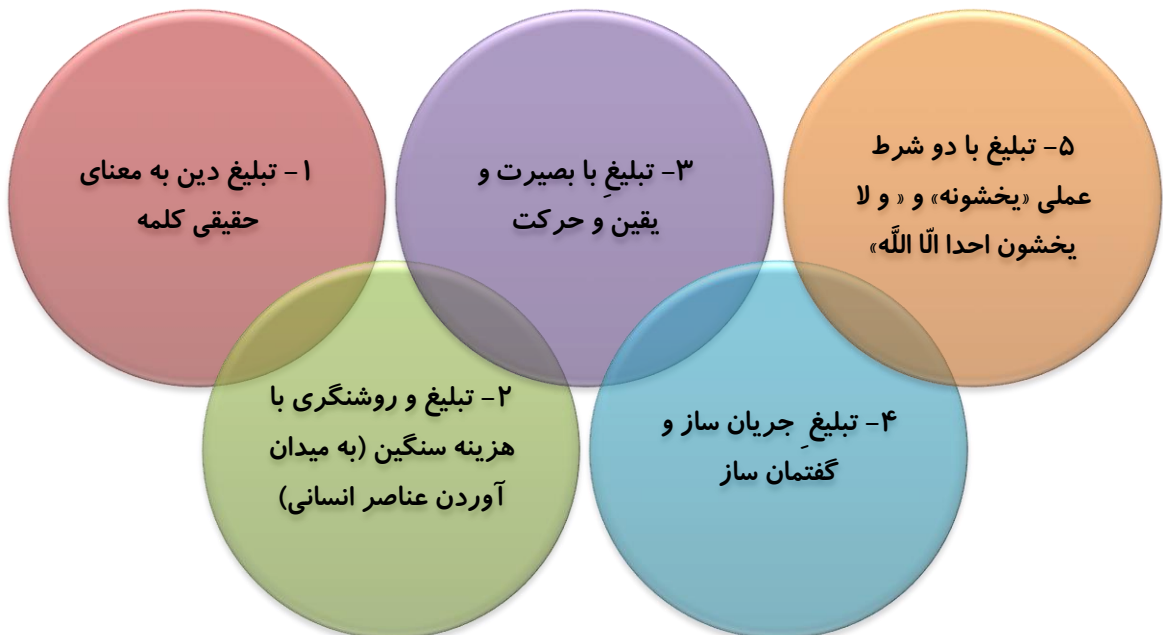 ۱- تبلیغ دین به معنای
حقیقی کلمه
۲- تبلیغ و روشنگری با
هزینه سنگین (به میدان
آوردن عناصر انسانی)
۳- تبلیغِ با بصیرت و
یقین و حرکت
۴- تبلیغِ جریان ساز و
گفتمان ساز
۵- تبلیغ با دو شرط
عملی «یخشونه» و « و لا
یخشون احدا الّا اللَّه»